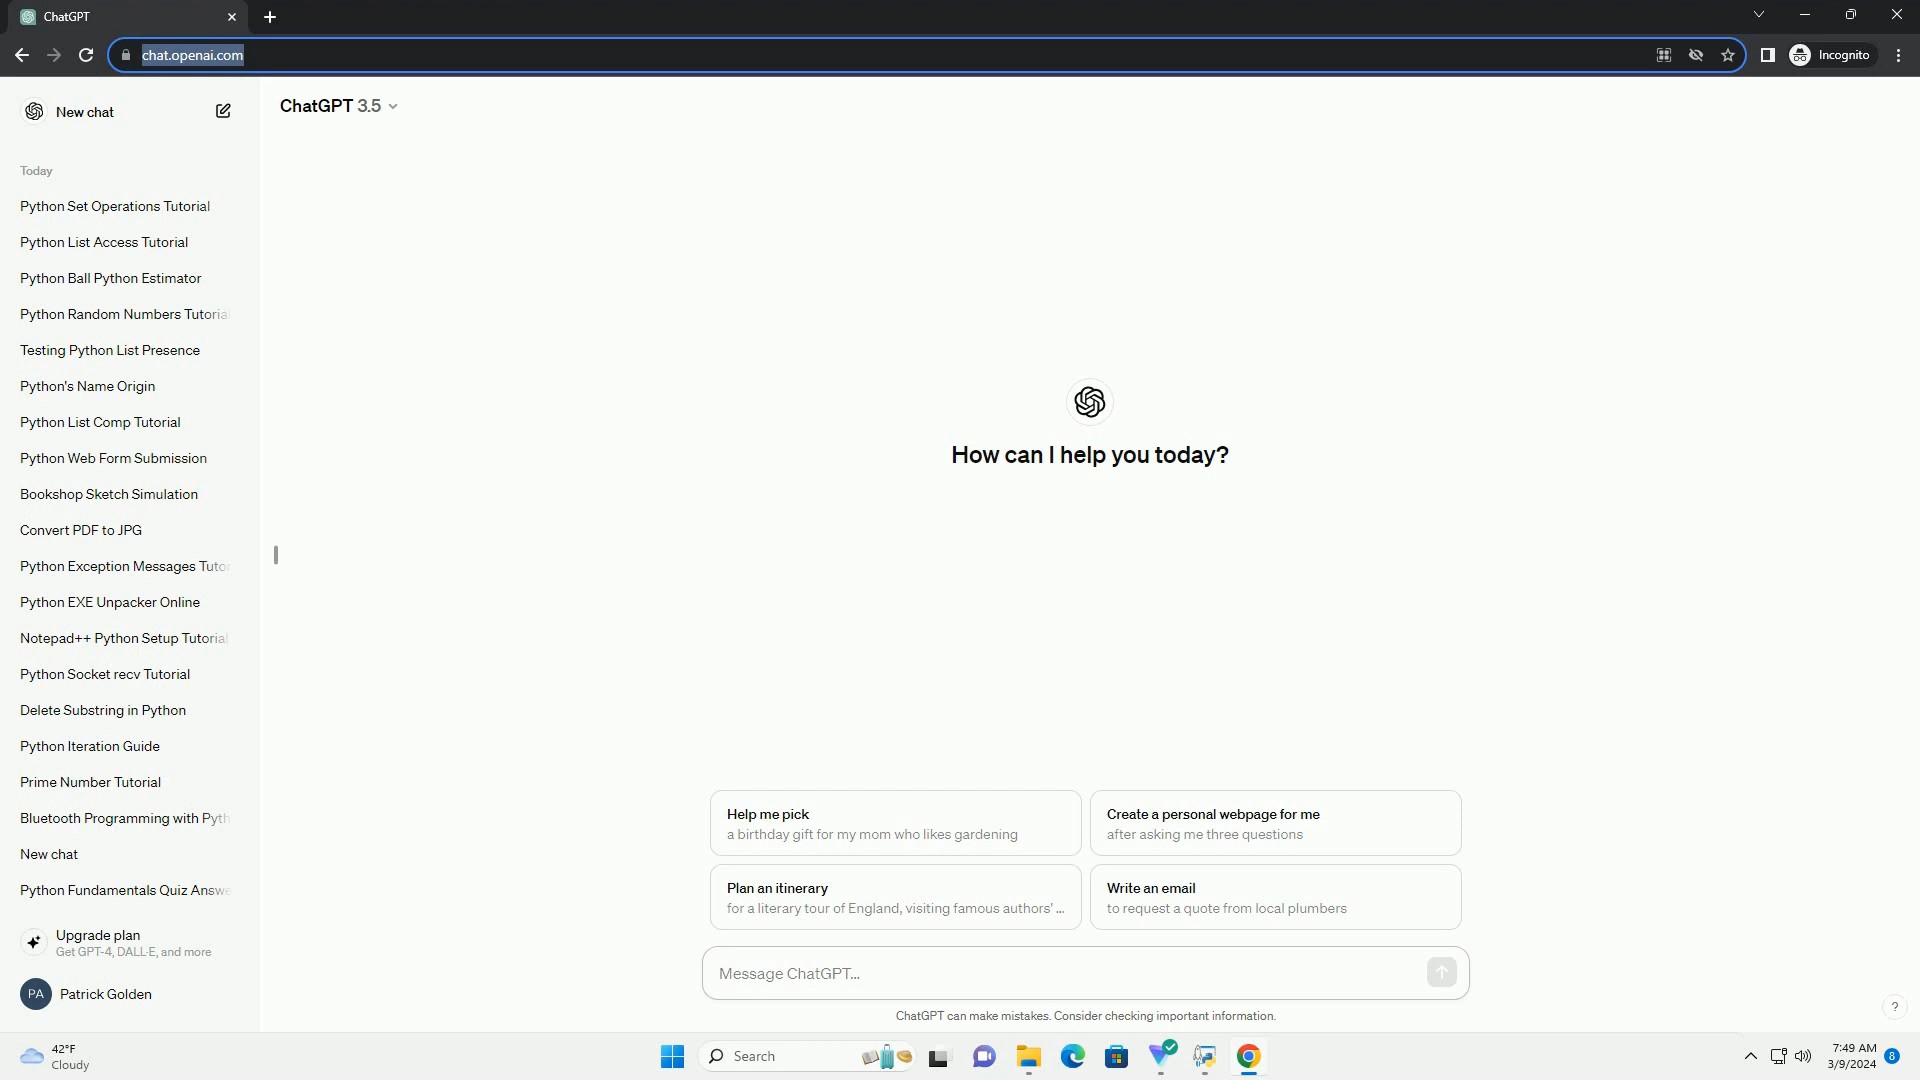 ChatGPT
chat.openai.com
Incognito
New chat
ChatGPT 3.5
Today
Python Set Operations Tutorial
Python List Access Tutorial
Python Ball Python Estimator
Python Random Numbers Tutorial
Testing Python List Presence
Python's Name Origin
Python List Comp Tutorial
Python Web Form Submission
Bookshop Sketch Simulation
Convert PDF to JPG
Python Exception Messages Tutor
Python EXE Unpacker Online
Notepad++ Python Setup Tutorial
Python Socket recv Tutorial
Delete Substring in Python
Python Iteration Guide
Prime Number Tutorial
Bluetooth Programming with Pyth
New chat
Python Fundamentals Quiz Answe
Upgrade plan
Get GPT-4, DALL·E, and more
PA
Patrick Golden
How can I help you today?
Help me pick
a birthday gift for my mom who likes gardening
Create a personal webpage for me
after asking me three questions
Plan an itinerary
for a literary tour of England, visiting famous authors' ...
Write an email
to request a quote from local plumbers
Message ChatGPT...
ChatGPT can make mistakes. Consider checking important information.
?
42°F
Cloudy
Search
7:49 AM
3/9/2024
8